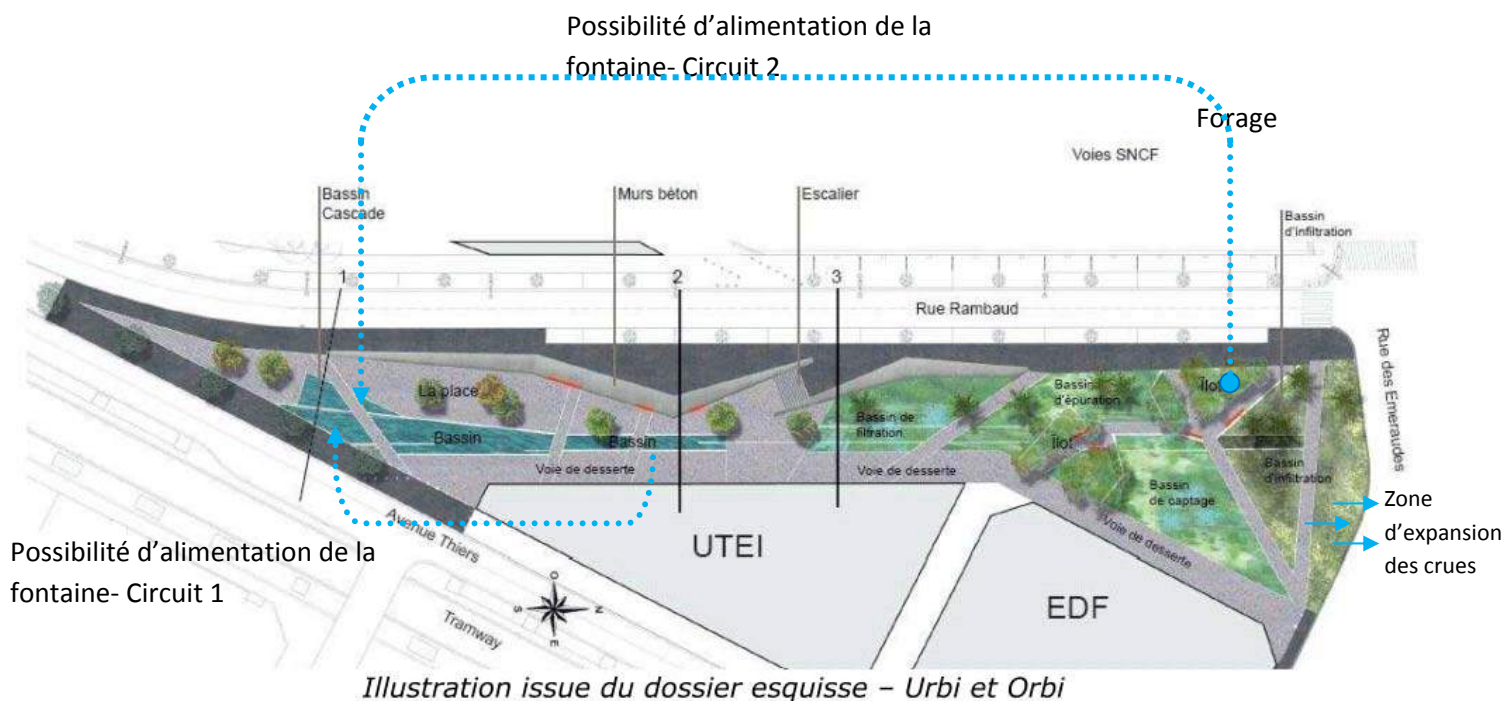 Possibilité d’alimentation de la
fontaine- Circuit 2
Forage
Voies SNCF
Bassin
Cascade
Murs béton
Escalier
Bassin
d'infiltration
1
2
3
Rue Rambaud
Rue des Emeraudes
La place
Bassin
Bassin
Bassin de
filtration
Bassin
d'épuration
Îlot
Îlot
Bassin
d'infiltration
Bassin
de captage
Voie de desserte
Voie de desserte
Voie de desserte
Zone
d’expansion
des crues
Avenue Thiers
UTEI
EDF
Possibilité d’alimentation de la
fontaine- Circuit 1
O
S
N
E
Tramway
Illustration issue du dossier esquisse – Urbi et Orbi